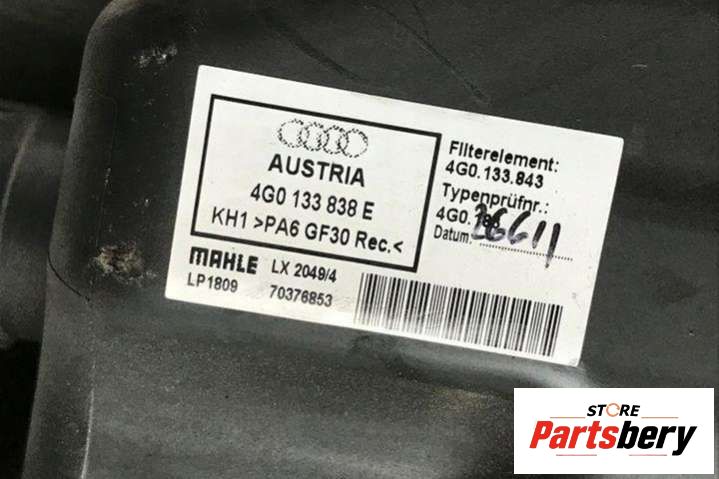 AUSTRIA
4G0 133 838 E
KH1 >PA6 GF30 Rec.<
MAHLE LX 2049/4
LP1809 70376853
Filterelement:
4G0.133.843
Typenprüfnr.:
4G0.
Datum:
STORE
Partsbery